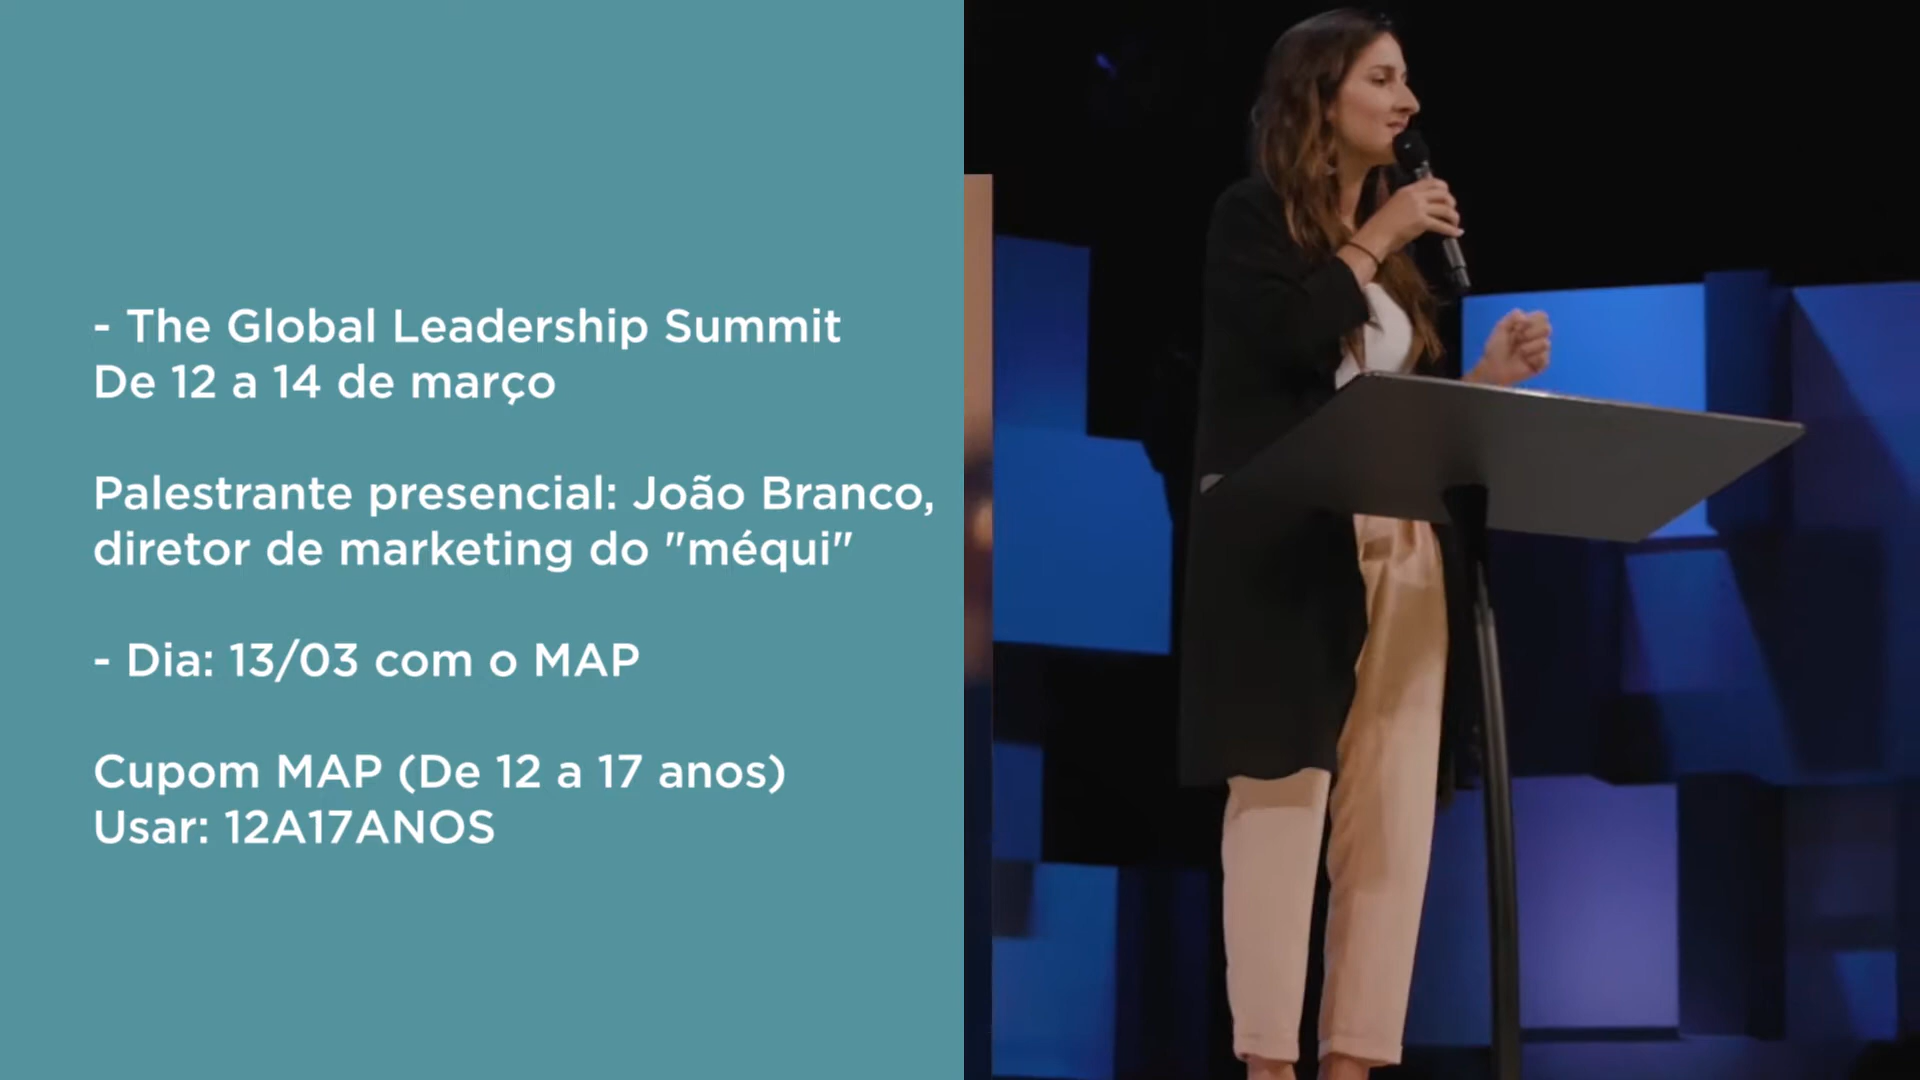 - The Global Leadership Summit
De 12 a 14 de março
Palestrante presencial: João Branco,
diretor de marketing do "méqui"
- Dia: 13/03 com o MAP
Cupom MAP (De 12 a 17 anos)
Usar: 12A17ANOS